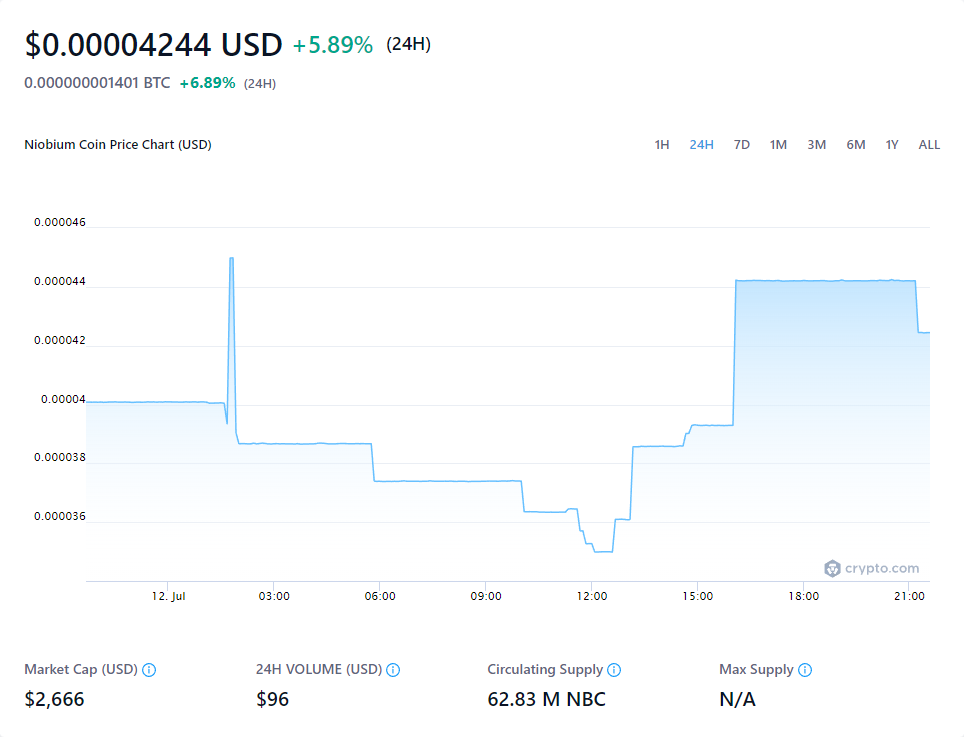 $0.00004244 USD +5.89% (24H)
0.000000001401 BTC +6.89% (24H)
Niobium Coin Price Chart (USD)
1H 24H 7D 1M 3M 6M 1Y ALL
0.000046
0.000044
0.000042
0.00004
0.000038
0.000036
crypto.com
12. Jul 03:00 06:00 09:00 12:00 15:00 18:00 21:00
Market Cap (USD) 24H VOLUME (USD) Circulating Supply Max Supply
$2,666 $96 62.83 M NBC N/A